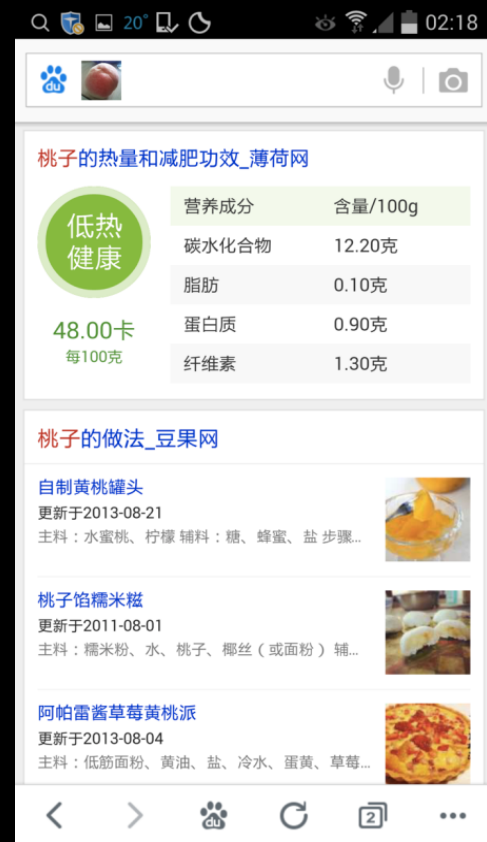 20°
02:18
du
桃子的热量和减肥功效_薄荷网
低热
健康
48.00卡
每100克
营养成分 含量/100g
碳水化合物 12.20克
脂肪 0.10克
蛋白质 0.90克
纤维素 1.30克
桃子的做法_豆果网
自制黄桃罐头
更新于2013-08-21
主料：水蜜桃、柠檬 辅料：糖、蜂蜜、盐 步骤...
桃子馅糯米糍
更新于2011-08-01
主料：糯米粉、水、桃子、椰丝（或面粉）辅...
阿帕雷酱草莓黄桃派
更新于2013-08-04
主料：低筋面粉、黄油、盐、冷水、蛋黄、草莓...
du
2